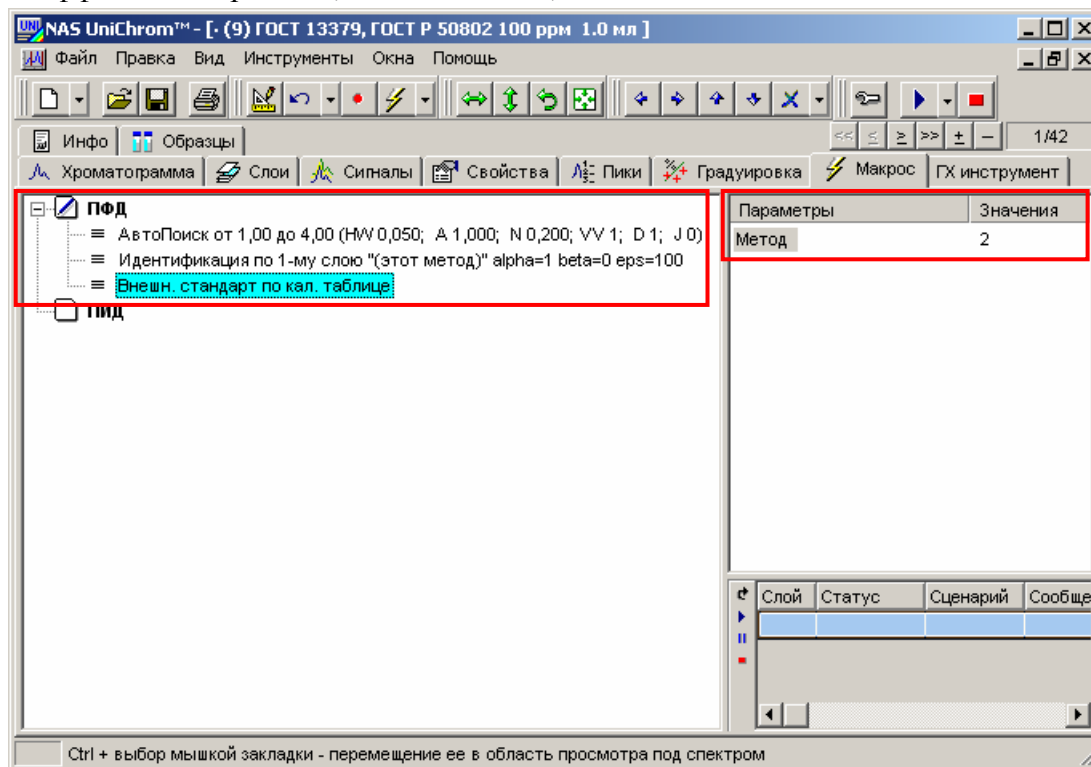 NAS UniChrom™ - [· (9) ГОСТ 13379, ГОСТ Р 50802 100 ppм 1.0 мл ]
Файл Правка Вид Инструменты Окна Помощь
Инфо Образцы << ≤ ≥ >> ± – 1/42
Хроматограмма Слои Сигналы Свойства Пики Градуировка Макрос ГХ инструмент
ПФД
АвтоПоиск от 1,00 до 4,00 (HW 0,050; A 1,000; N 0,200; VV 1; D 1; J 0)
Идентификация по 1-му слою "(этот метод)" alpha=1 beta=0 eps=100
Внешн. стандарт по кал. таблице
ПИД
Параметры Значения
Метод 2
Слой Статус Сценарий Сообще
Ctrl + выбор мышкой закладки - перемещение ее в область просмотра под спектром